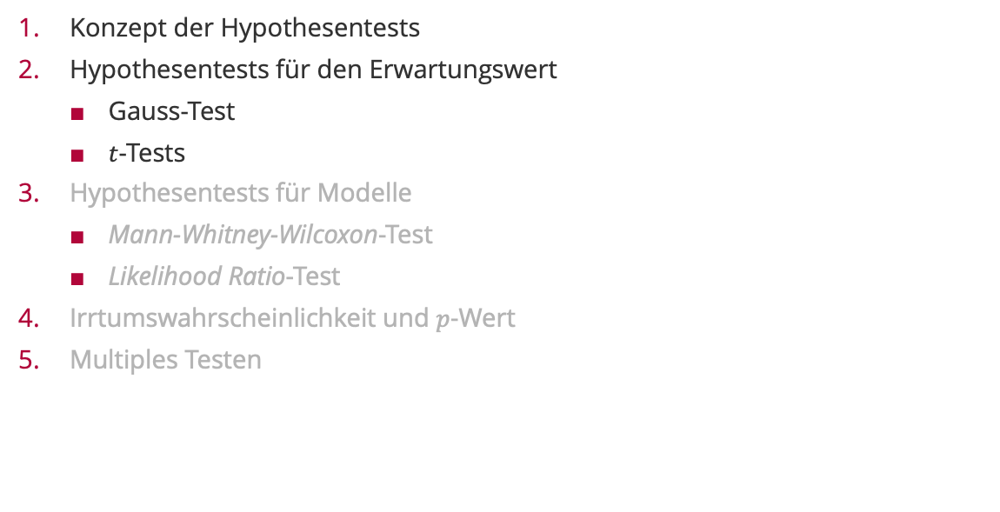 1. Konzept der Hypothesentests
2. Hypothesentests für den Erwartungswert
■ Gauss-Test
■ t-Tests
3. Hypothesentests für Modelle
■ Mann-Whitney-Wilcoxon-Test
■ Likelihood Ratio-Test
4. Irrtumswahrscheinlichkeit und p-Wert
5. Multiples Testen